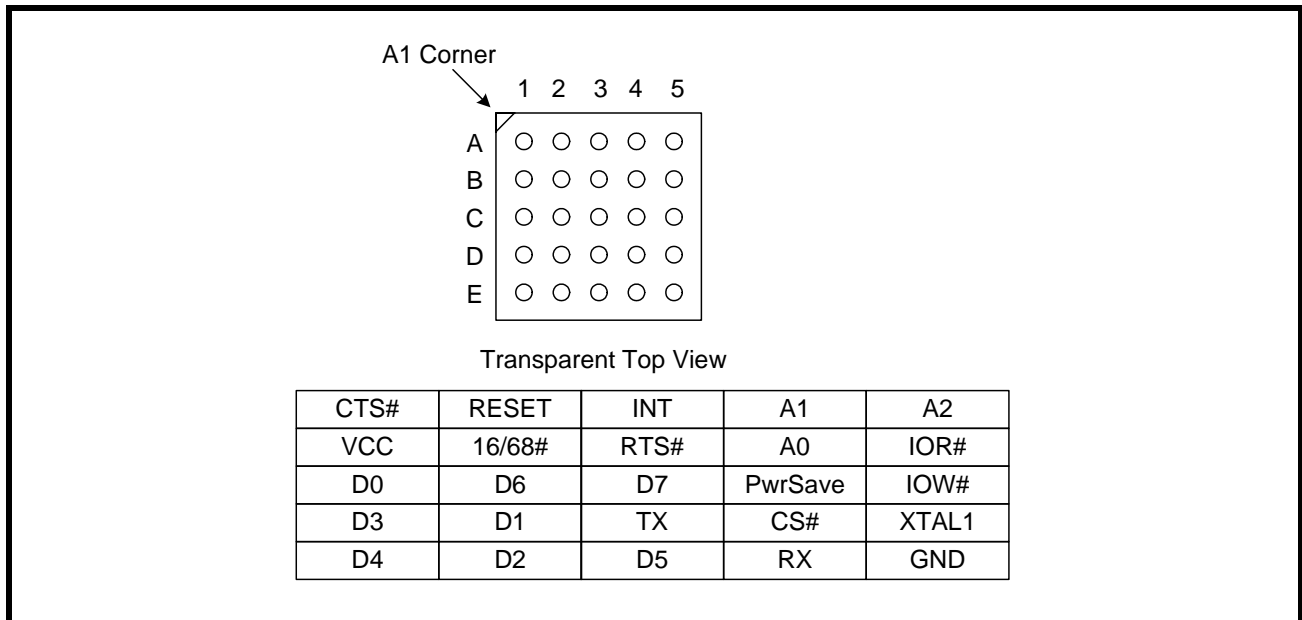 A1 Corner
1 2 3 4 5
A
B
C
D
E
Transparent Top View
CTS# RESET INT A1 A2
VCC 16/68# RTS# A0 IOR#
D0 D6 D7 PwrSave IOW#
D3 D1 TX CS# XTAL1
D4 D2 D5 RX GND